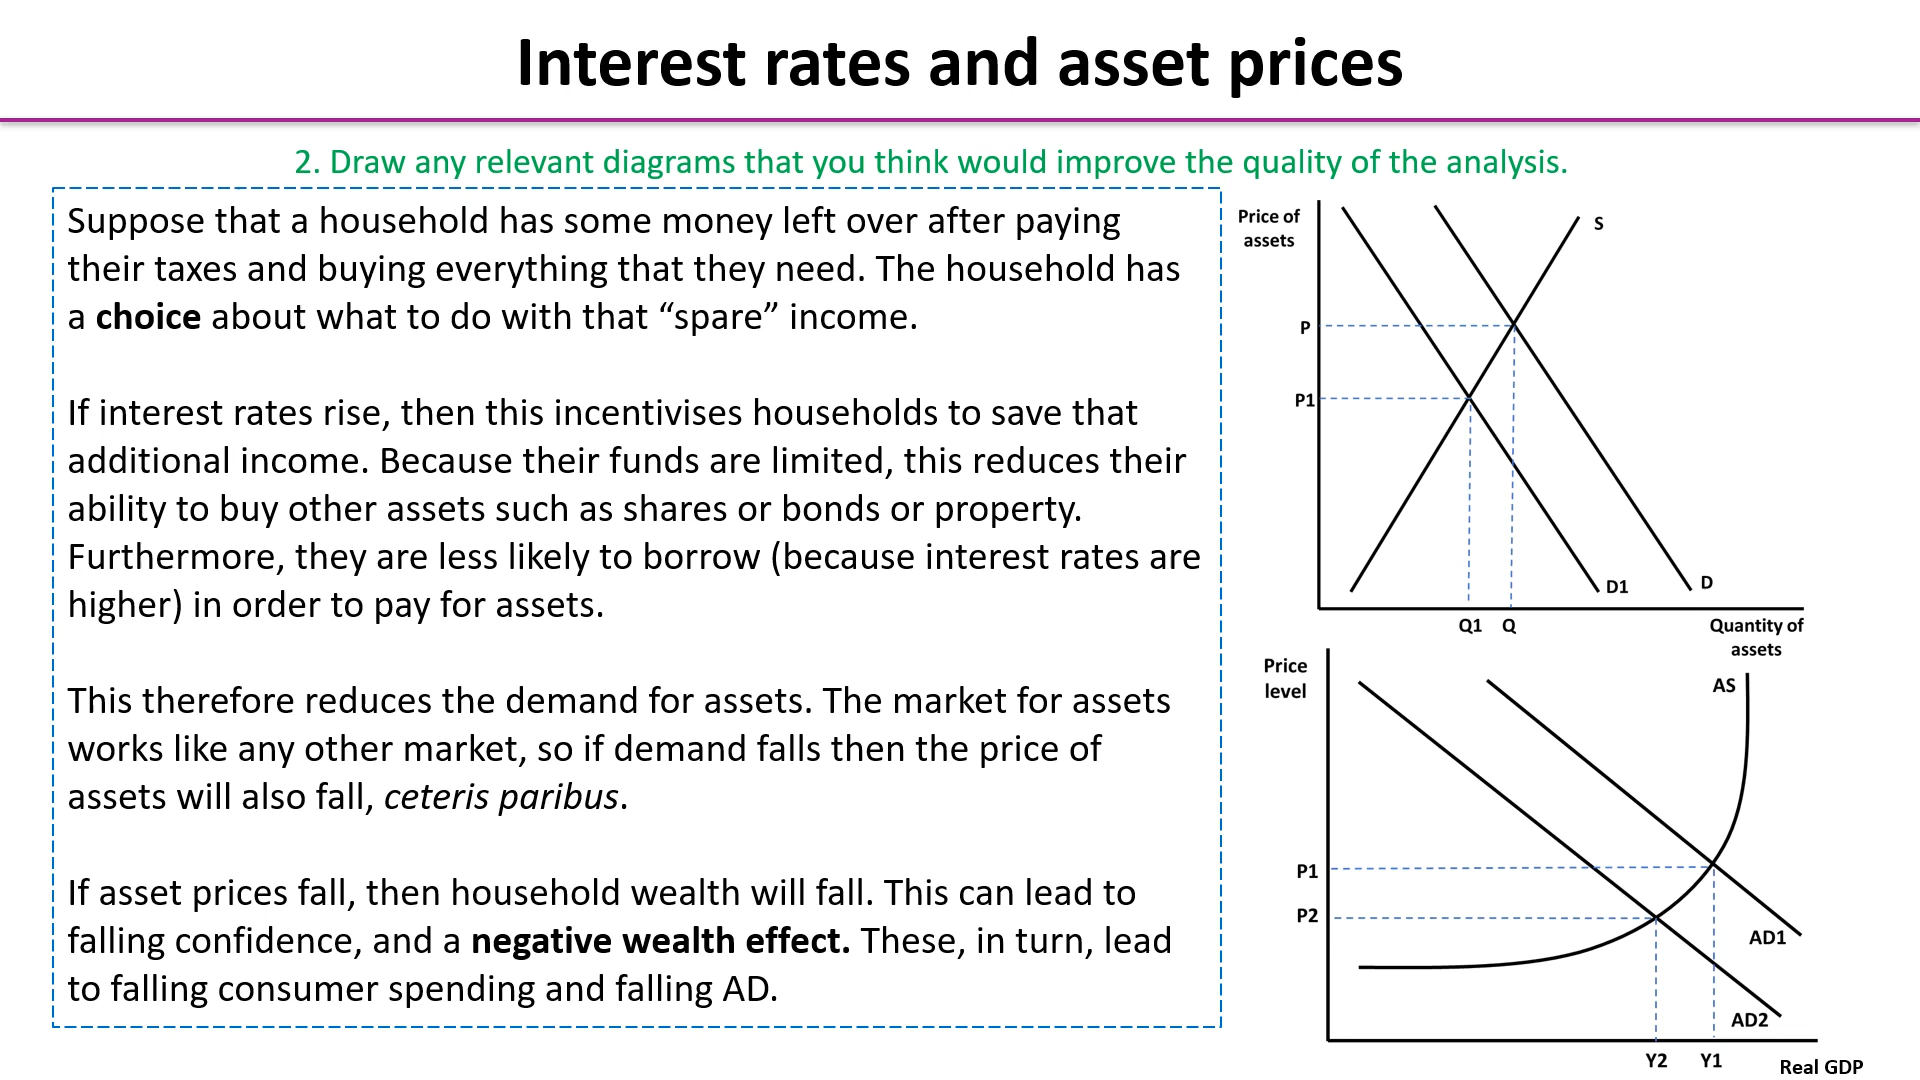 Interest rates and asset prices
2. Draw any relevant diagrams that you think would improve the quality of the analysis.
Suppose that a household has some money left over after paying
their taxes and buying everything that they need. The household has
a choice about what to do with that “spare” income.
If interest rates rise, then this incentivises households to save that
additional income. Because their funds are limited, this reduces their
ability to buy other assets such as shares or bonds or property.
Furthermore, they are less likely to borrow (because interest rates are
higher) in order to pay for assets.
This therefore reduces the demand for assets. The market for assets
works like any other market, so if demand falls then the price of
assets will also fall, ceteris paribus.
If asset prices fall, then household wealth will fall. This can lead to
falling confidence, and a negative wealth effect. These, in turn, lead
to falling consumer spending and falling AD.
Price of
assets
S
P
P1
D1
D
Q1
Q
Quantity of
assets
Price
level
AS
P1
P2
AD1
AD2
Y2
Y1
Real GDP